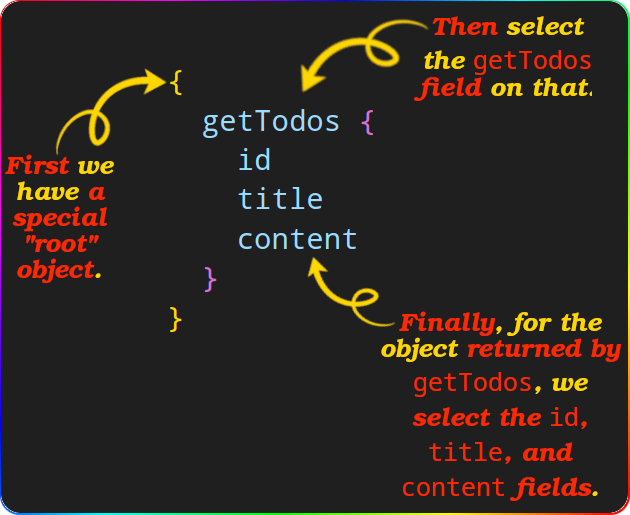 Then select
the getTodos
field on that.
{
getTodos {
id
title
content
}
}
First we
have a
special
"root"
object.
Finally, for the
object returned by
getTodos, we
select the id,
title, and
content fields.